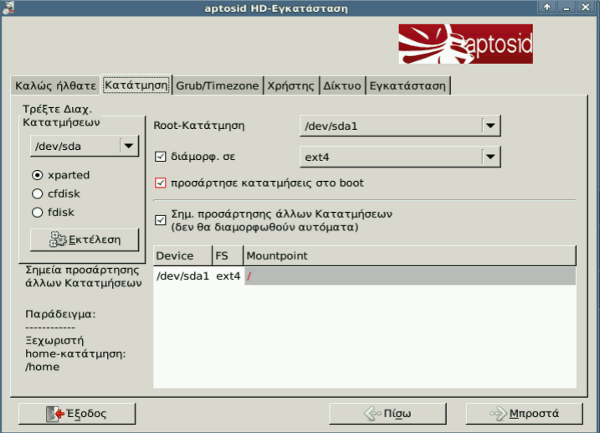 aptosid HD-Εγκατάσταση
aptosid
Καλώς ήλθατε Κατάτμηση Grub/Timezone Χρήστης Δίκτυο Εγκατάσταση
Τρέξτε Διαχ.
Κατατμήσεων
/dev/sda
xparted
cfdisk
fdisk
Εκτέλεση
Root-Κατάτμηση
/dev/sda1
διάμορφ. σε
ext4
προσάρτησε κατατμήσεις στο boot
Σημ. προσάρτησης άλλων Κατατμήσεων
(δεν θα διαμορφωθούν αυτόματα)
Device FS Mountpoint
/dev/sda1 ext4 /
Σημεία προσάρτησης
άλλων Κατατμήσεων
Παράδειγμα:
------------
Ξεχωριστή
home-κατάτμηση:
/home
Έξοδος
Πίσω
Μπροστά